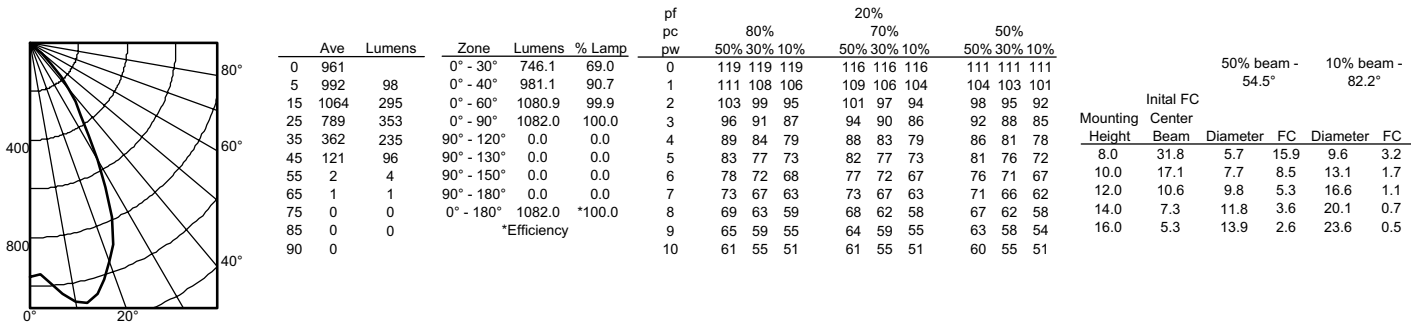 400
800
0°
20°
40°
60°
80°
Ave Lumens
0 961
5 992 98
15 1064 295
25 789 353
35 362 235
45 121 96
55 2 4
65 1 1
75 0 0
85 0 0
90 0
Zone Lumens % Lamp
0° - 30° 746.1 69.0
0° - 40° 981.1 90.7
0° - 60° 1080.9 99.9
0° - 90° 1082.0 100.0
90° - 120° 0.0 0.0
90° - 130° 0.0 0.0
90° - 150° 0.0 0.0
90° - 180° 0.0 0.0
0° - 180° 1082.0 *100.0
*Efficiency
pf 20%
pc 80% 70% 50%
pw 50% 30% 10% 50% 30% 10% 50% 30% 10%
0 119 119 119 116 116 116 111 111 111
1 111 108 106 109 106 104 104 103 101
2 103 99 95 101 97 94 98 95 92
3 96 91 87 94 90 86 92 88 85
4 89 84 79 88 83 79 86 81 78
5 83 77 73 82 77 73 81 76 72
6 78 72 68 77 72 67 76 71 67
7 73 67 63 73 67 63 71 66 62
8 69 63 59 68 62 58 67 62 58
9 65 59 55 64 59 55 63 58 54
10 61 55 51 61 55 51 60 55 51
50% beam - 10% beam -
54.5° 82.2°
Inital FC
Mounting Center
Height Beam Diameter FC Diameter FC
8.0 31.8 5.7 15.9 9.6 3.2
10.0 17.1 7.7 8.5 13.1 1.7
12.0 10.6 9.8 5.3 16.6 1.1
14.0 7.3 11.8 3.6 20.1 0.7
16.0 5.3 13.9 2.6 23.6 0.5